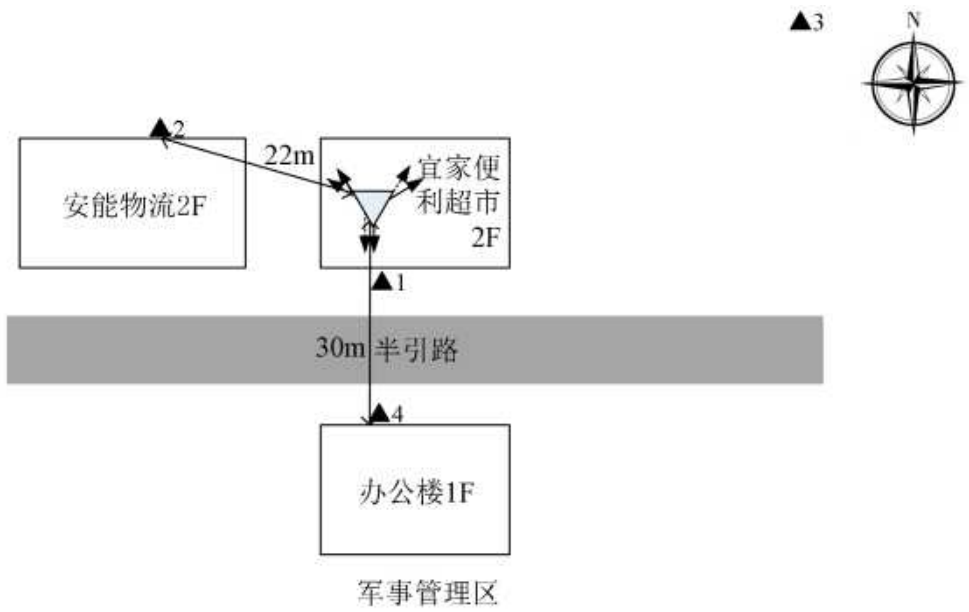 ▲3
N
▲2
22m
宜家便
利超市
2F
安能物流2F
▲1
30m 半引路
▲4
办公楼1F
军事管理区